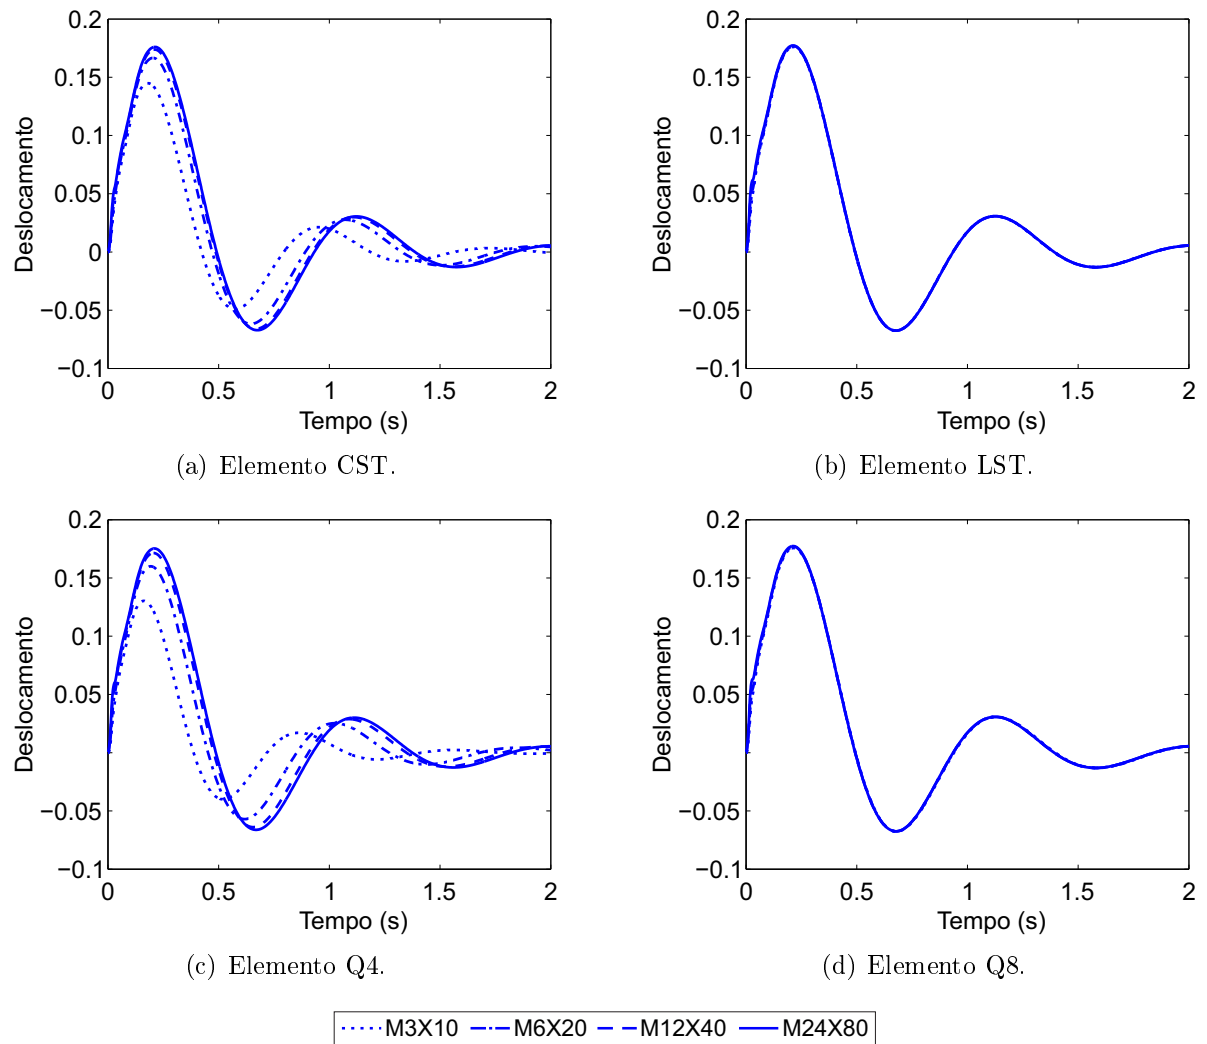 0.2
0.15
0.1
0.05
0
−0.05
−0.1
Deslocamento
0 0.5 1 1.5 2
Tempo (s)
(a) Elemento CST.
0.2
0.15
0.1
0.05
0
−0.05
−0.1
Deslocamento
0 0.5 1 1.5 2
Tempo (s)
(b) Elemento LST.
0.2
0.15
0.1
0.05
0
−0.05
−0.1
Deslocamento
0 0.5 1 1.5 2
Tempo (s)
(c) Elemento Q4.
0.2
0.15
0.1
0.05
0
−0.05
−0.1
Deslocamento
0 0.5 1 1.5 2
Tempo (s)
(d) Elemento Q8.
M3X10 M6X20 M12X40 M24X80